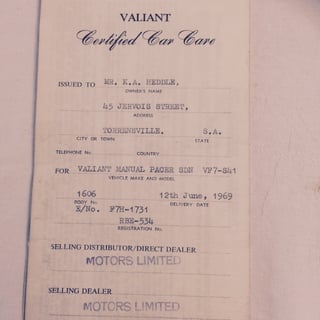 VALIANT
Certified Car Care
ISSUED TO MR. K.A. HEDDLE.
OWNER'S NAME
45 JERVOIS STREET,
ADDRESS
TORRENSVILLE. S.A.
CITY OR TOWN STATE
TELEPHONE No. COUNTRY
FOR VALIANT MANUAL PACER SDN VF7-S41
VEHICLE MAKE AND MODEL
1606 12th June, 1969
BODY No. DELIVERY DATE
E/No. F7H-1731
RBE-534
REGISTRATION No.
SELLING DISTRIBUTOR/DIRECT DEALER
MOTORS LIMITED
SELLING DEALER
MOTORS LIMITED